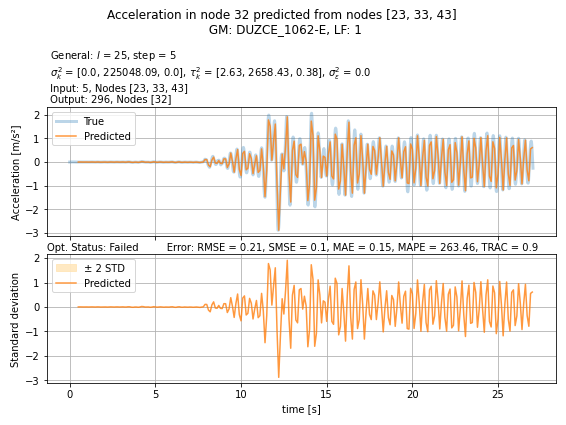 Acceleration in node 32 predicted from nodes [23, 33, 43]
GM: DUZCE_1062-E, LF: 1
General: l = 25, step = 5
σ²ₖ = [0.0, 225048.09, 0.0], τ²ₖ = [2.63, 2658.43, 0.38], σ²ᵣ = 0.0
Input: 5, Nodes [23, 33, 43]
Output: 296, Nodes [32]
True
Predicted
2
1
0
−1
−2
−3
Acceleration [m/s²]
Opt. Status: Failed Error: RMSE = 0.21, SMSE = 0.1, MAE = 0.15, MAPE = 263.46, TRAC = 0.9
± 2 STD
Predicted
2
1
0
−1
−2
−3
Standard deviation
0 5 10 15 20 25
time [s]